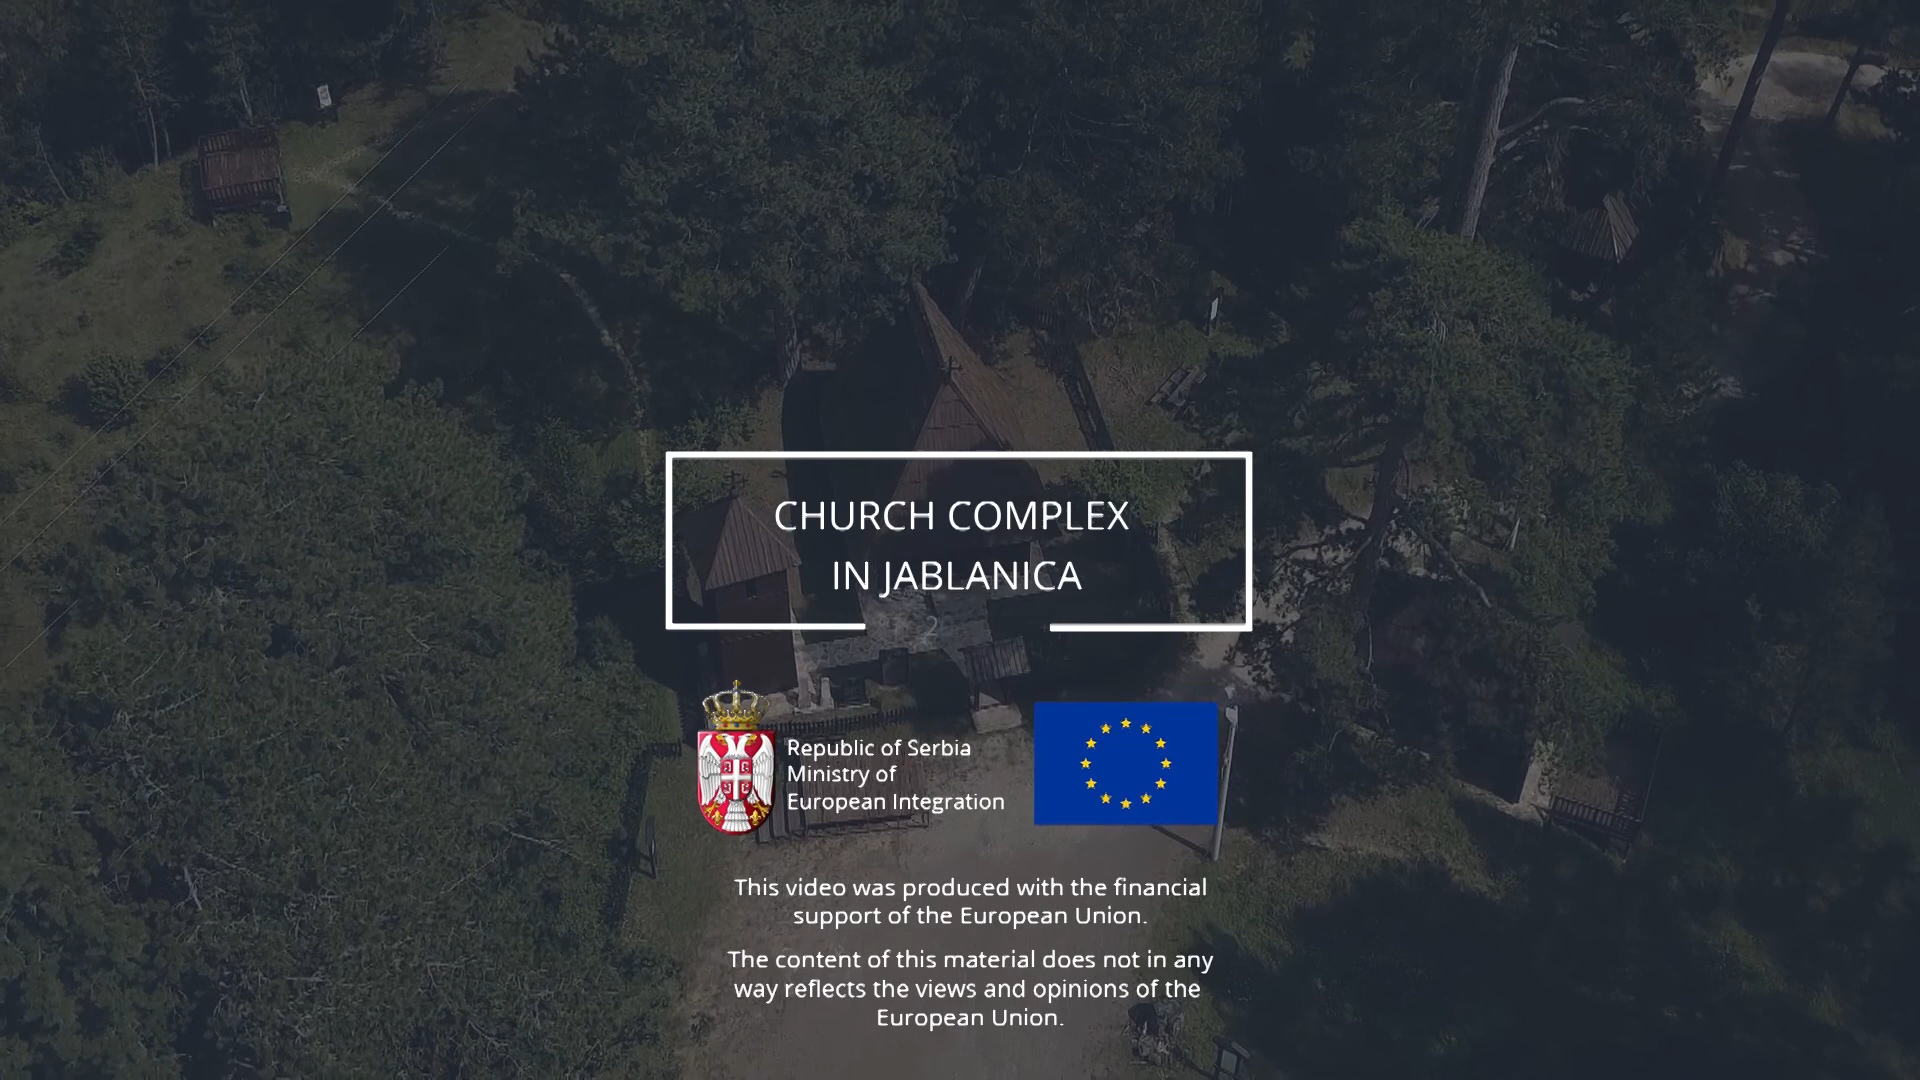 CHURCH COMPLEX
IN JABLANICA
2
Republic of Serbia
Ministry of
European Integration
This video was produced with the financial
support of the European Union.
The content of this material does not in any
way reflects the views and opinions of the
European Union.